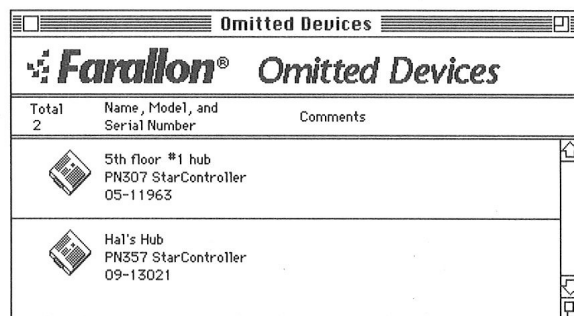 Omitted Devices
Farallon® Omitted Devices
Total
2
Name, Model, and
Serial Number
Comments
5th floor #1 hub
PN307 StarController
05-11963
Hal's Hub
PN357 StarController
09-13021